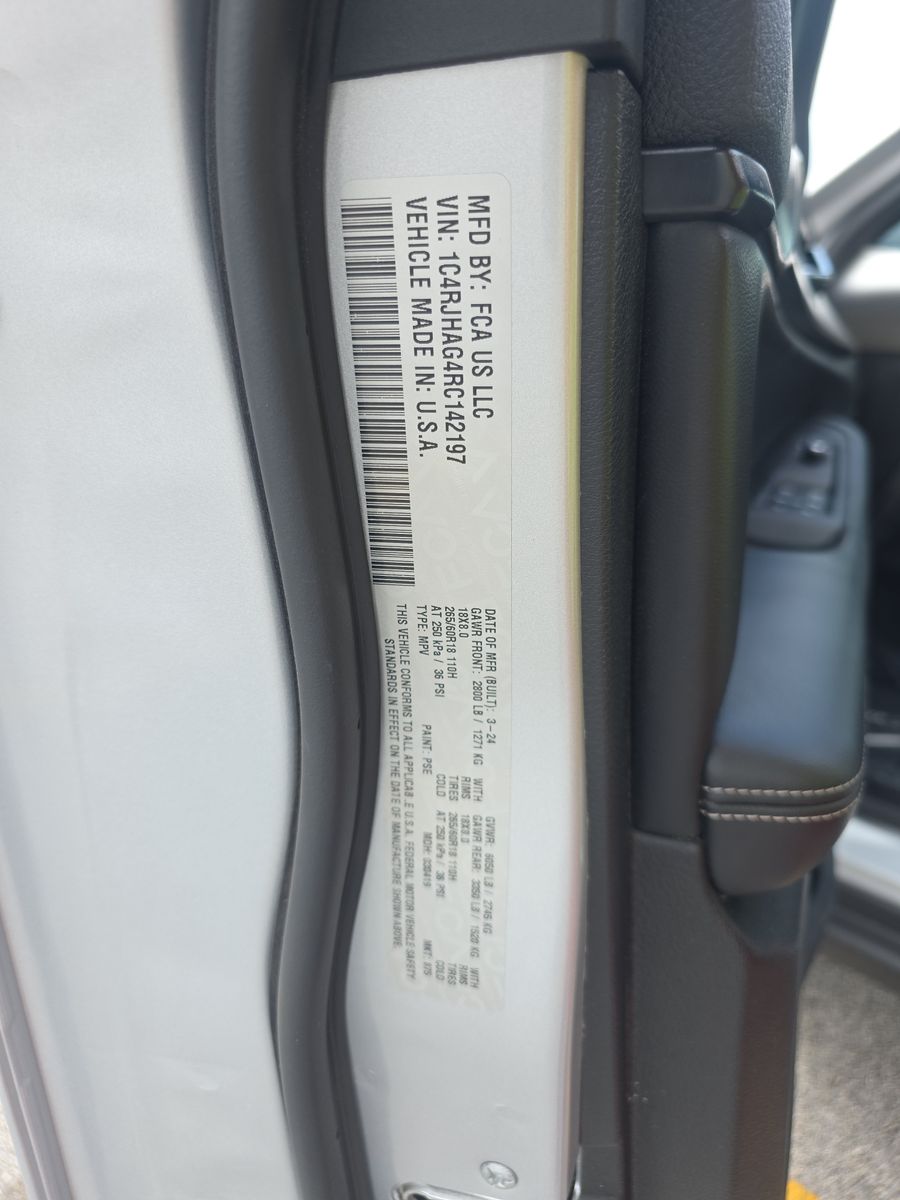 MFD BY: FCA US LLC
VIN: 1C4RJHAG4RC142197
VEHICLE MADE IN: U.S.A.
DATE OF MFR (BUILT): 3-24 GVWR: 6050 LB / 2745 KG
GAWR FRONT: 2800 LB / 1271 KG WITH GAWR REAR: 3350 LB / 1520 KG WITH
18X8.0 RIMS 18X8.0 RIMS
265/60R18 110H TIRES 265/60R18 110H TIRES
AT 250 kPa / 36 PSI COLD AT 250 kPa / 36 PSI COLD
TYPE: MPV PAINT: PSE MDH: 030419 MKT:
THIS VEHICLE CONFORMS TO ALL APPLICAB_E U.S.A. FEDERAL MOTOR VEHICLE SAFETY
STANDARDS IN EFFECT ON THE DATE OF MANUFACTURE SHOWN ABOVE.